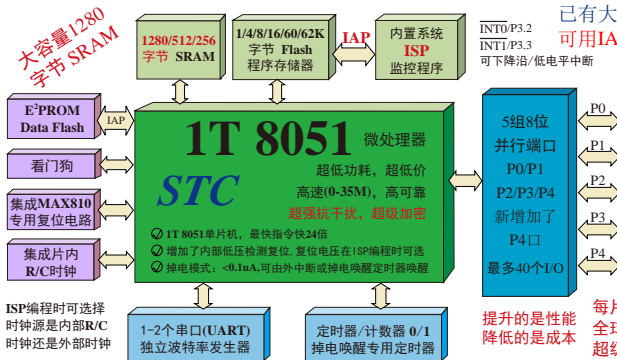 大容量1280
字节 SRAM
1280/512/256
字节 SRAM
1/4/8/16/60/62K
字节 Flash
程序存储器
IAP
内置系统
ISP
监控程序
INT0/P3.2
INT1/P3.3
可下降沿/低电平中断
已有大
可用IA
E²PROM
Data Flash
IAP
看门狗
集成MAX810
专用复位电路
集成片内
R/C时钟
1T 8051 微处理器
STC
超低功耗，超低价
高速(0-35M)，高可靠
超强抗干扰，超级加密
1T 8051单片机，最快指令快24倍
增加了内部低压检测复位,复位电压在ISP编程时可选
掉电模式：<0.1uA,可由外中断或掉电唤醒定时器唤醒
5组8位
并行端口
P0/P1
P2/P3/P4
新增加了
P4口
最多40个I/O
P0
P1
P2
P3
P4
ISP编程时可选择
时钟源是内部R/C
时钟还是外部时钟
1-2个串口(UART)
独立波特率发生器
定时器/计数器 0/1
掉电唤醒专用定时器
提升的是性能
降低的是成本
每片
全球
超级